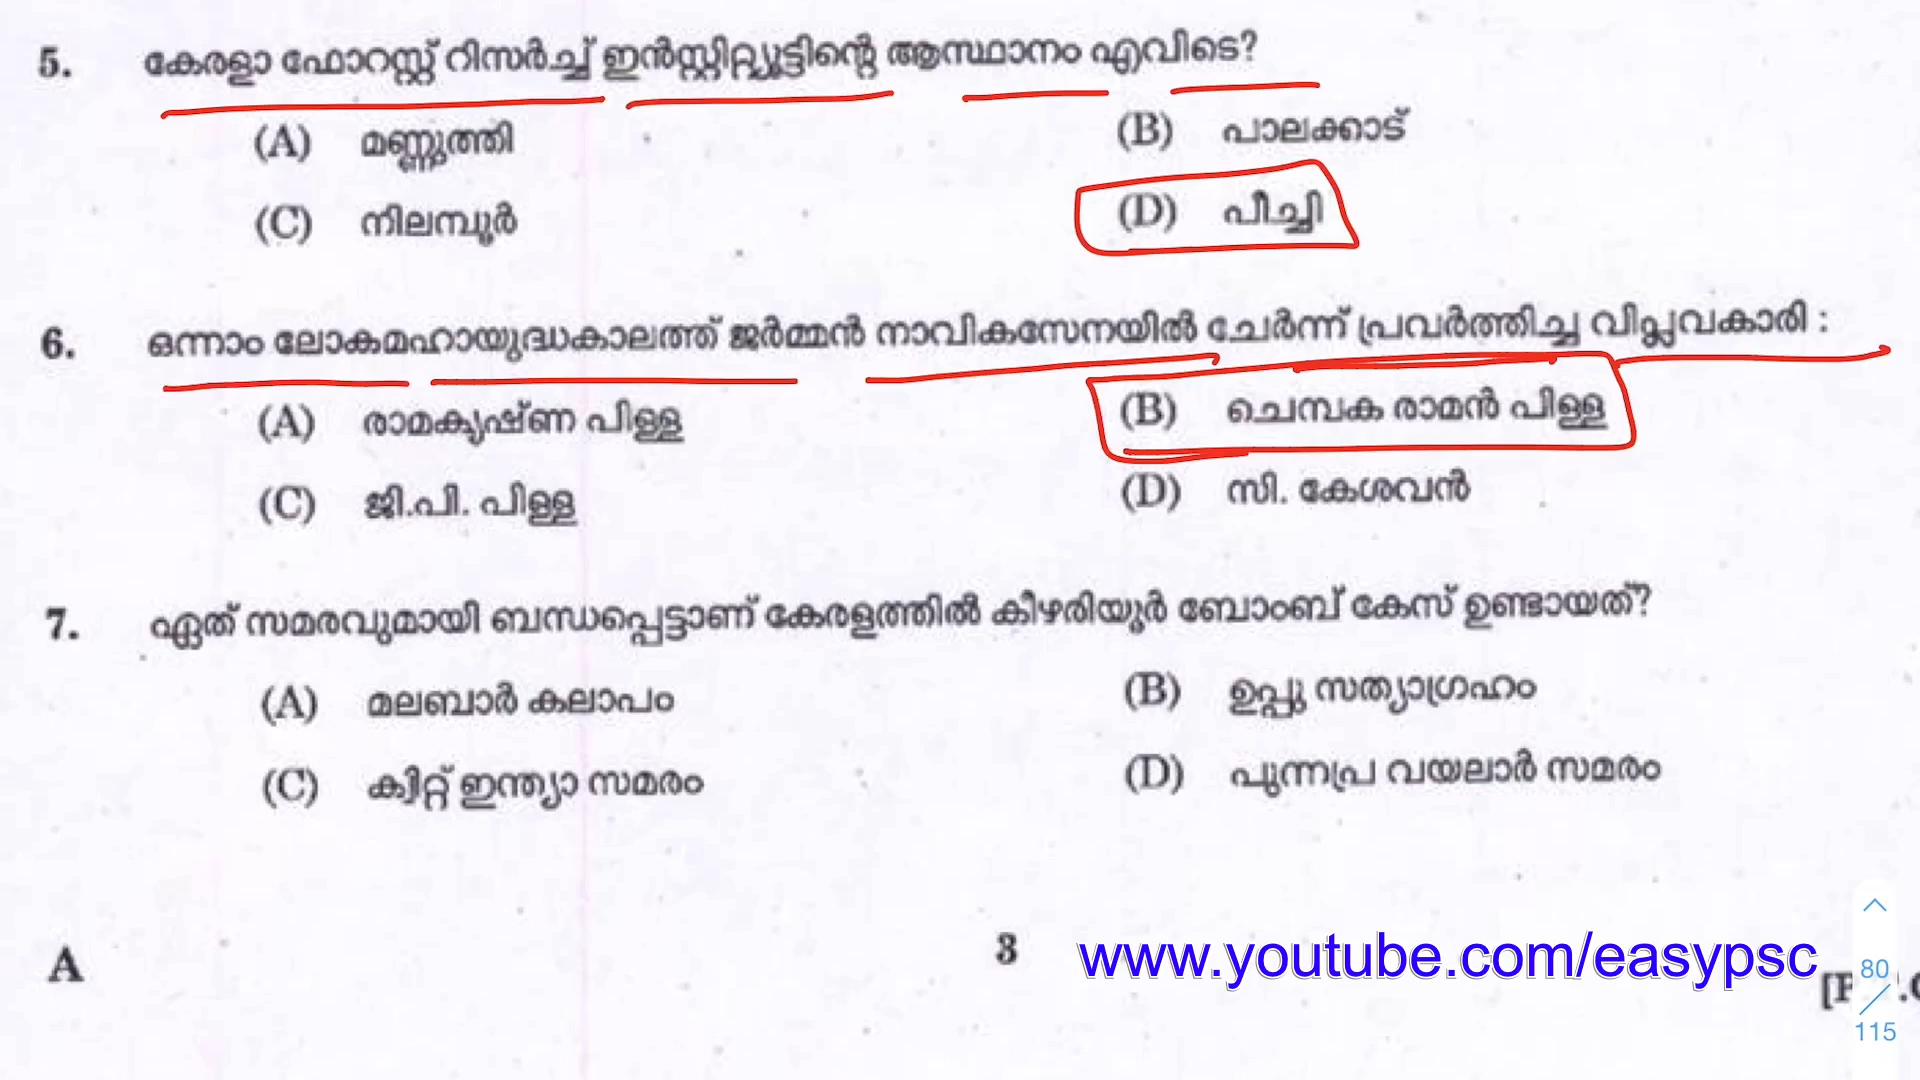 5. കേരളാ ഫോറസ്റ്റ് റിസർച്ച് ഇൻസ്റ്റിറ്റ്യൂട്ടിന്റെ ആസ്ഥാനം എവിടെ?
(A) മണ്ണുത്തി (B) പാലക്കാട്
(C) നിലമ്പൂർ (D) പീച്ചി
6. ഒന്നാം ലോകമഹായുദ്ധകാലത്ത് ജർമ്മൻ നാവികസേനയിൽ ചേർന്ന് പ്രവർത്തിച്ച വിപ്ലവകാരി :
(A) രാമകൃഷ്ണ പിള്ള (B) ചെമ്പക രാമൻ പിള്ള
(C) ജി.പി. പിള്ള (D) സി. കേശവൻ
7. ഏത് സമരവുമായി ബന്ധപ്പെട്ടാണ് കേരളത്തിൽ കീഴരിയൂർ ബോംബ് കേസ് ഉണ്ടായത്?
(A) മലബാർ കലാപം (B) ഉപ്പു സത്യാഗ്രഹം
(C) ക്വിറ്റ് ഇന്ത്യാ സമരം (D) പുന്നപ്ര വയലാർ സമരം
A 3
www.youtube.com/easypsc
80
115